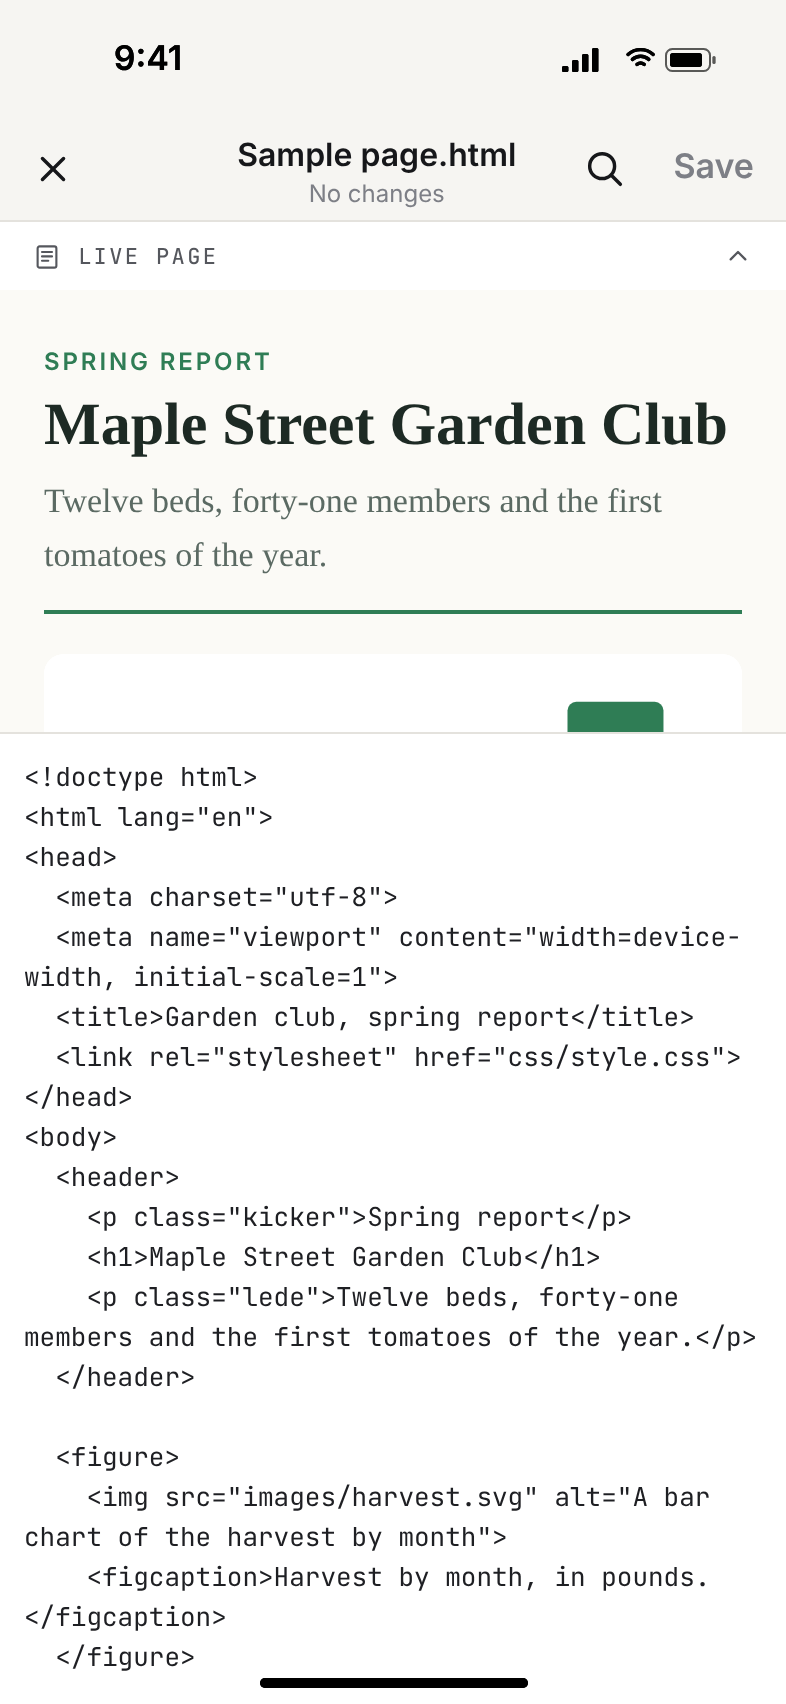 9:41
Sample page.html
No changes
Save
LIVE PAGE
SPRING REPORT
Maple Street Garden Club
Twelve beds, forty-one members and the first
tomatoes of the year.
<!doctype html>
<html lang="en">
<head>
  <meta charset="utf-8">
  <meta name="viewport" content="width=device-
width, initial-scale=1">
  <title>Garden club, spring report</title>
  <link rel="stylesheet" href="css/style.css">
</head>
<body>
  <header>
    <p class="kicker">Spring report</p>
    <h1>Maple Street Garden Club</h1>
    <p class="lede">Twelve beds, forty-one
members and the first tomatoes of the year.</p>
  </header>

  <figure>
    <img src="images/harvest.svg" alt="A bar
chart of the harvest by month">
    <figcaption>Harvest by month, in pounds.
</figcaption>
  </figure>